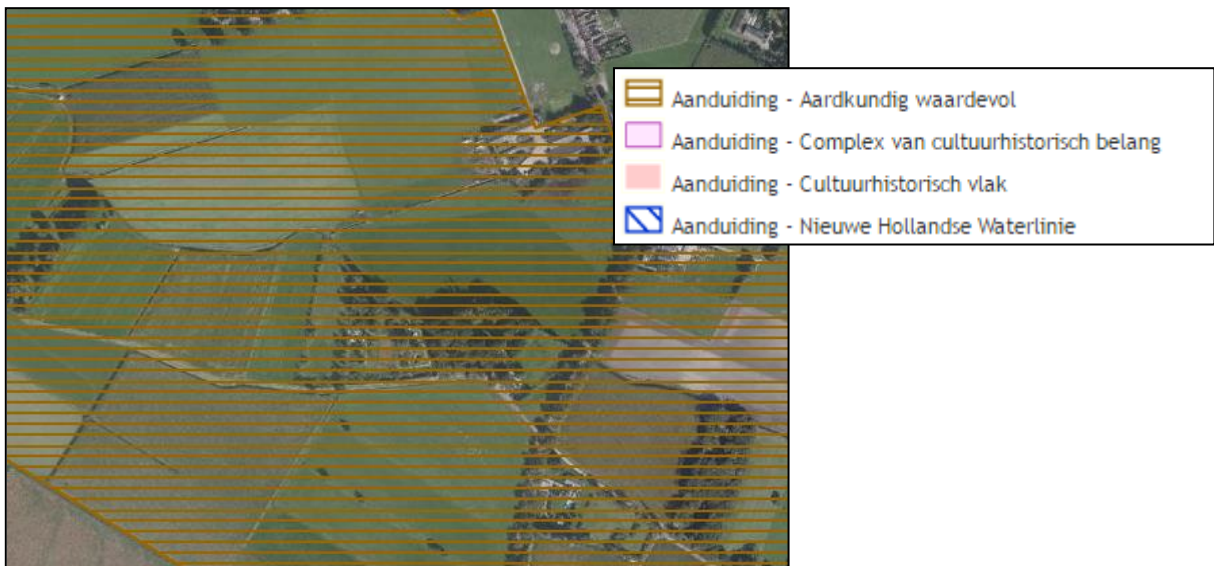 Aanduiding - Aardkundig waardevol
Aanduiding - Complex van cultuurhistorisch belang
Aanduiding - Cultuurhistorisch vlak
Aanduiding - Nieuwe Hollandse Waterlinie